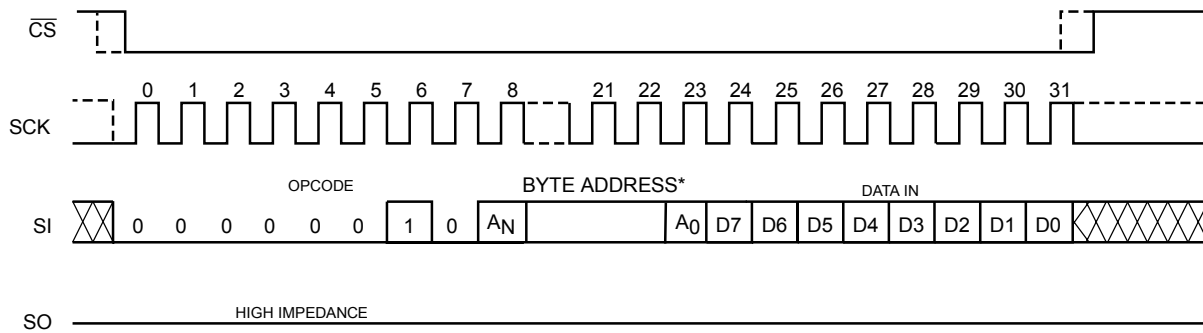 CS
0 1 2 3 4 5 6 7 8 21 22 23 24 25 26 27 28 29 30 31
SCK
OPCODE BYTE ADDRESS* DATA IN
SI 0 0 0 0 0 0 1 0 AN A0 D7 D6 D5 D4 D3 D2 D1 D0
HIGH IMPEDANCE
SO